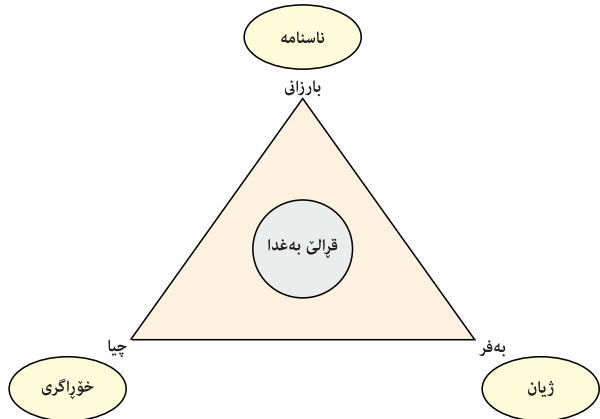 ناسنامە
بارزانی
قڕاڵێ بەغدا
چیا
بەفر
خۆڕاگری
ژیان